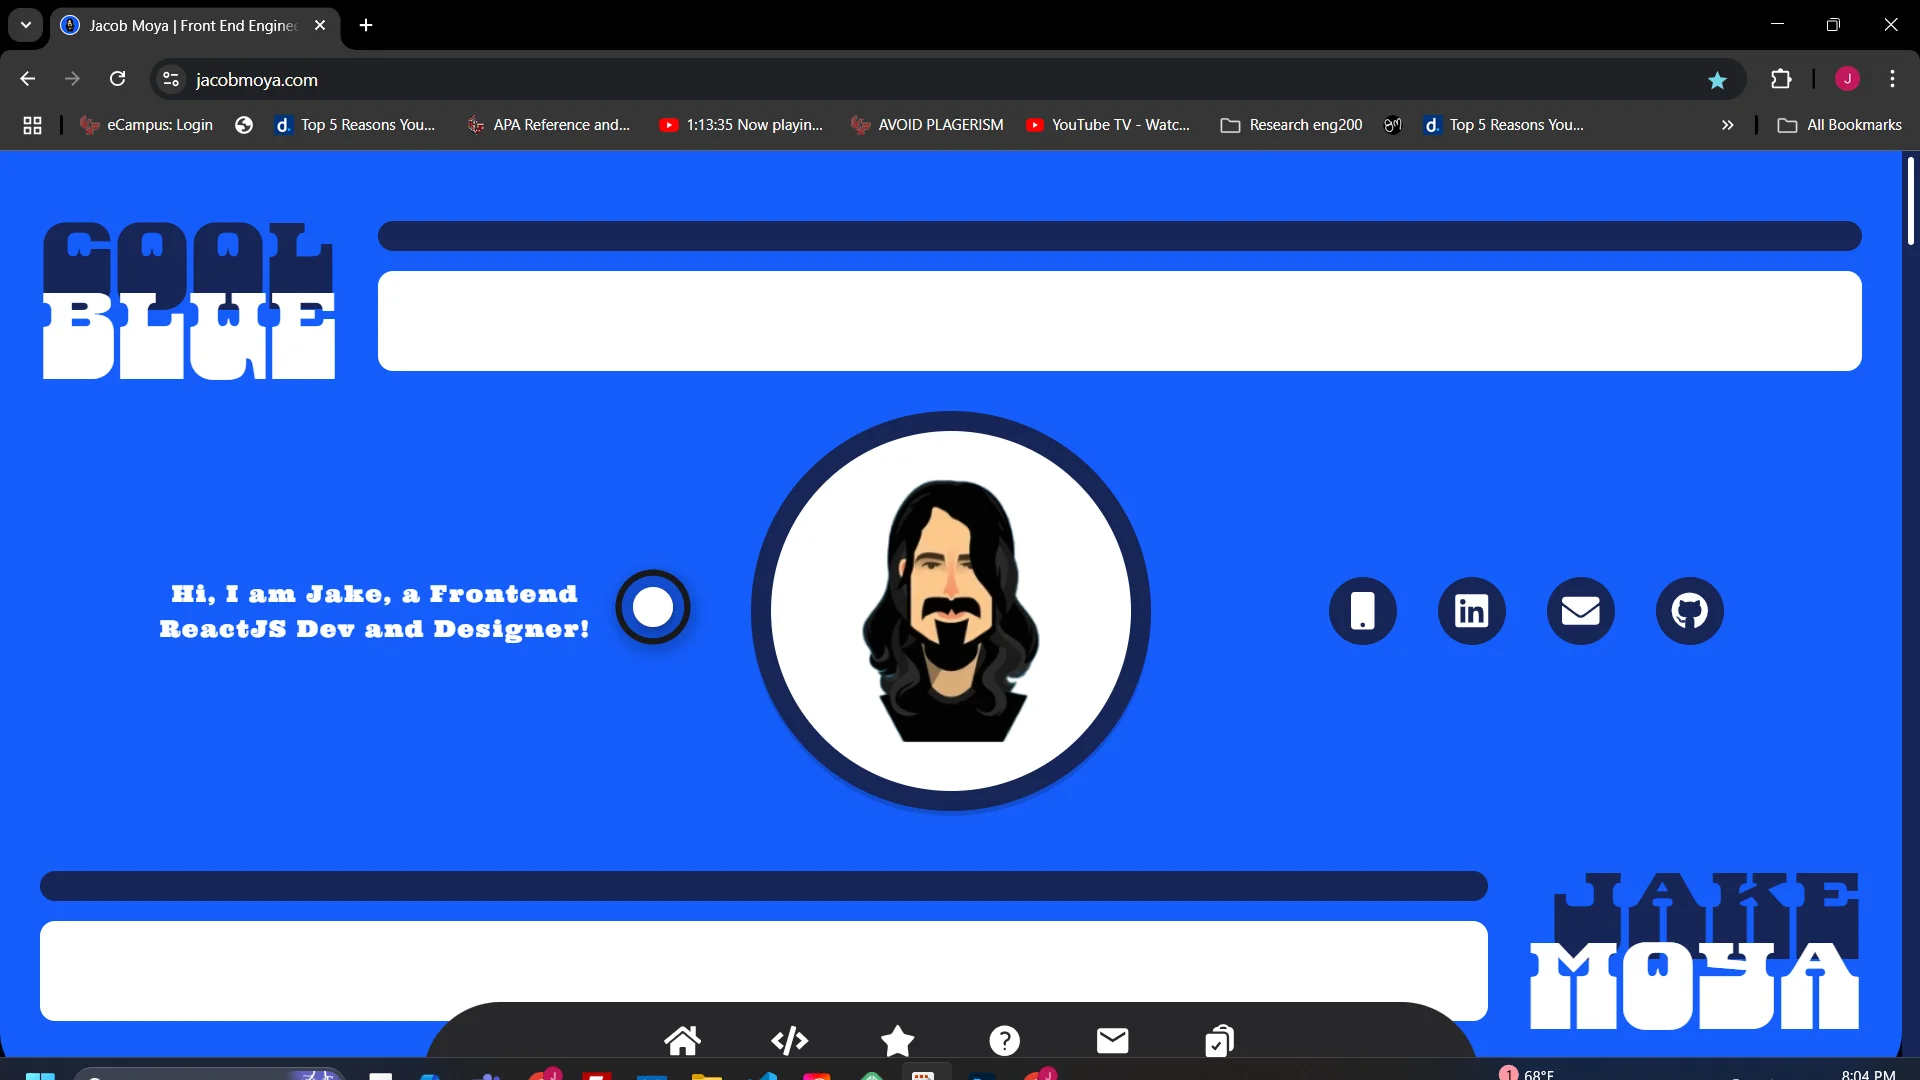 Jacob Moya | Front End Enginee
jacobmoya.com
J
eCampus: Login
d. Top 5 Reasons You...
APA Reference and...
1:13:35 Now playin...
AVOID PLAGERISM
YouTube TV - Watc...
Research eng200
d. Top 5 Reasons You...
All Bookmarks
COOL
BLUE
Hi, I am Jake, a Frontend
ReactJS Dev and Designer!
in
JAKE
MOYA
?
1
68°F
8:04 PM